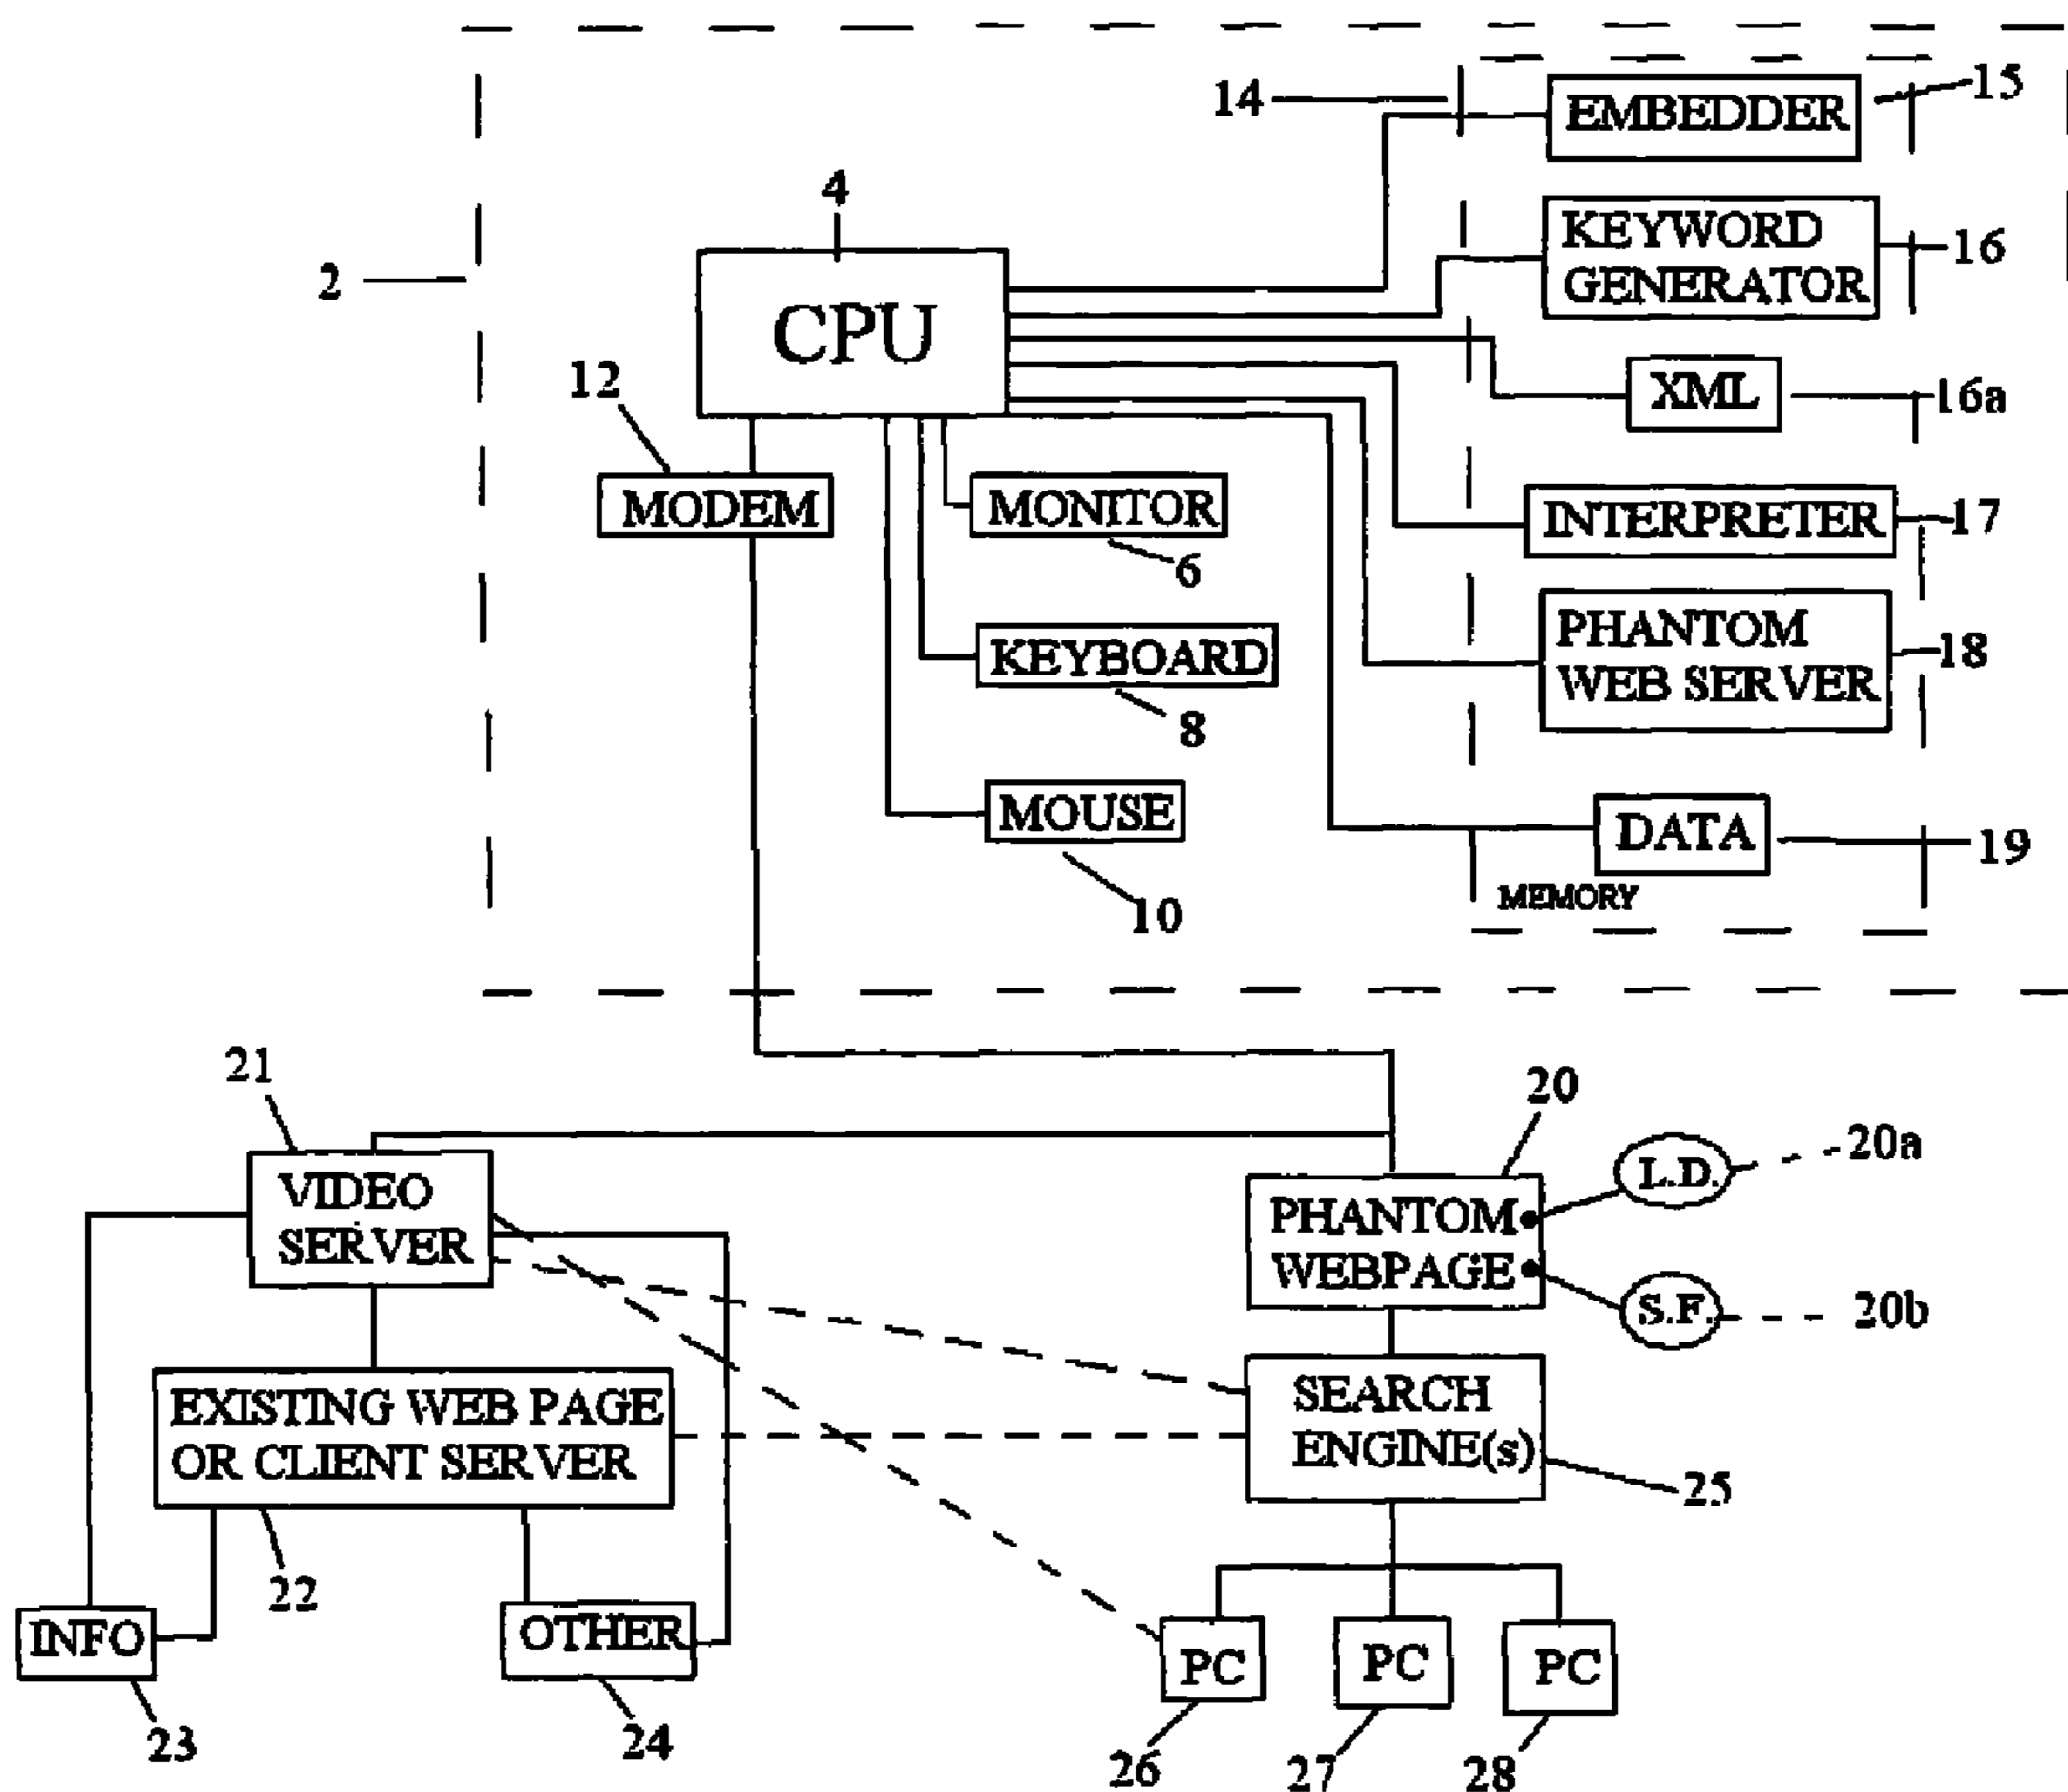 14
EMBEDDER
15
4
KEYWORD
GENERATOR
16
2
CPU
12
XML
16a
MODEM
MONITOR
INTERPRETER
17
6
PHANTOM
WEB SERVER
18
KEYBOARD
8
MOUSE
DATA
19
MEMORY
10
21
20
20a
L.D.
VIDEO
SERVER
PHANTOM
WEBPAGE
S.F.
20b
EXISTING WEB PAGE
OR CLIENT SERVER
SEARCH
ENGINE(s)
25
22
INFO
OTHER
PC
PC
PC
23
24
26
27
28